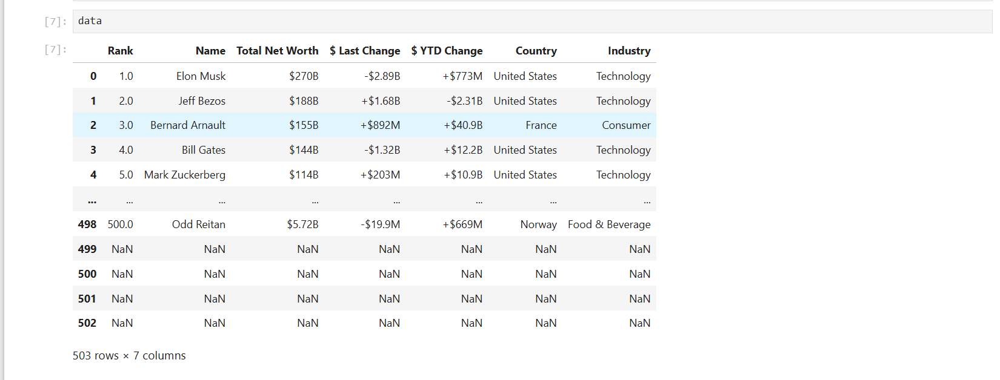 [7]: data
[7]:
Rank Name Total Net Worth $ Last Change $ YTD Change Country Industry
0 1.0 Elon Musk $270B -$2.89B +$773M United States Technology
1 2.0 Jeff Bezos $188B +$1.68B -$2.31B United States Technology
2 3.0 Bernard Arnault $155B +$892M +$40.9B France Consumer
3 4.0 Bill Gates $144B -$1.32B +$12.2B United States Technology
4 5.0 Mark Zuckerberg $114B +$203M +$10.9B United States Technology
... ... ... ... ... ... ... ...
498 500.0 Odd Reitan $5.72B -$19.9M +$669M Norway Food & Beverage
499 NaN NaN NaN NaN NaN NaN NaN
500 NaN NaN NaN NaN NaN NaN NaN
501 NaN NaN NaN NaN NaN NaN NaN
502 NaN NaN NaN NaN NaN NaN NaN
503 rows × 7 columns